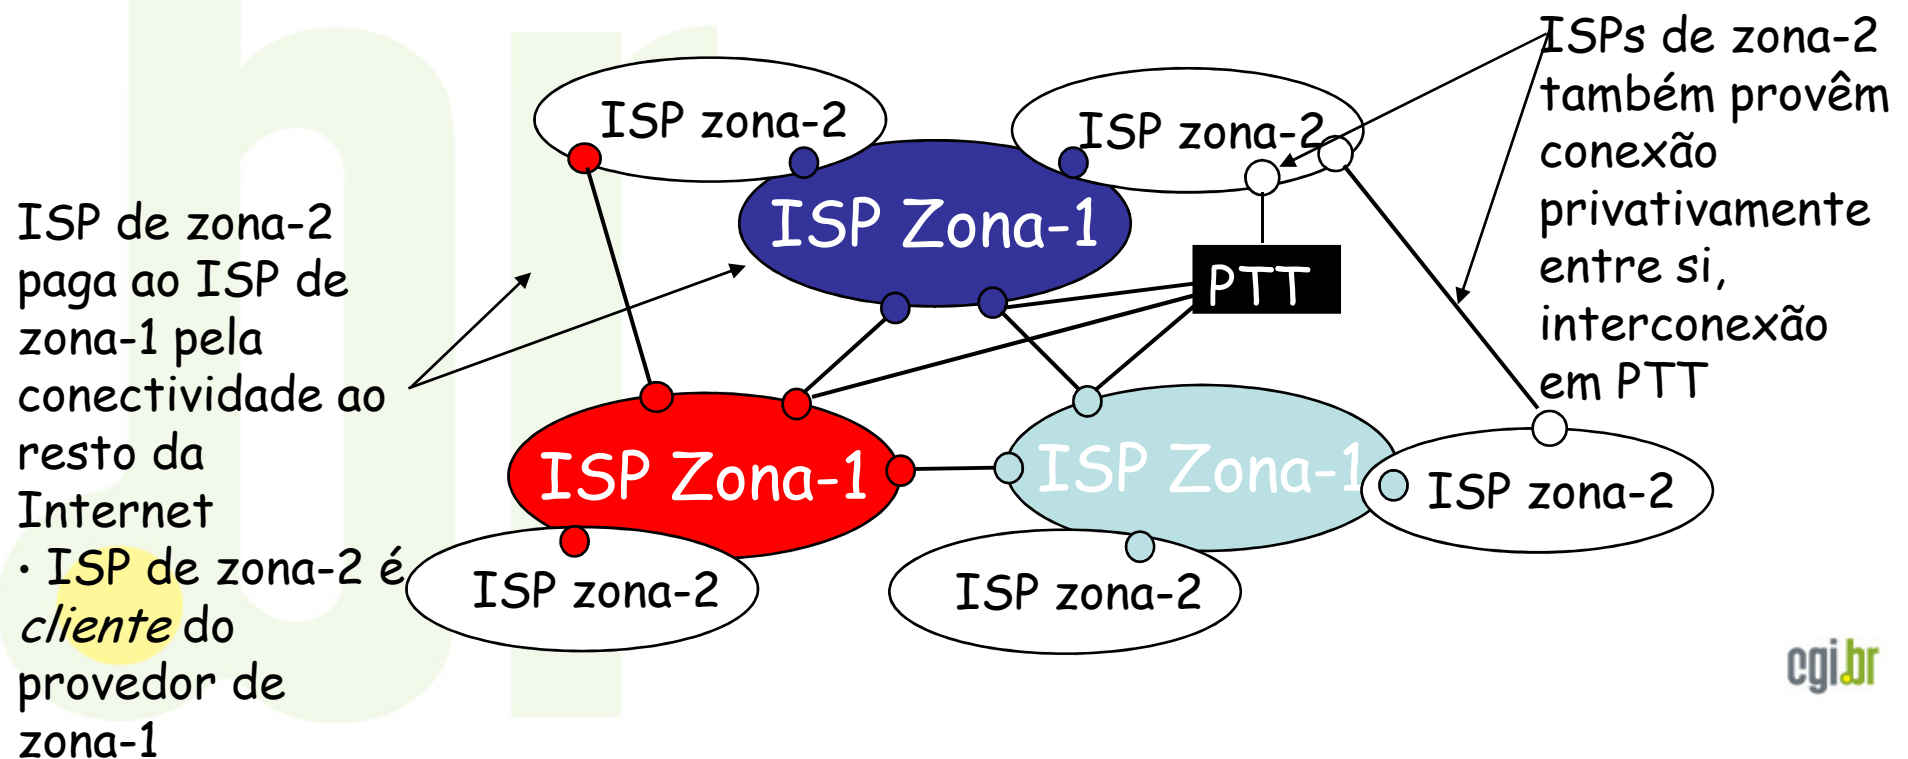 ISP de zona-2
paga ao ISP de
zona-1 pela
conectividade ao
resto da
Internet
· ISP de zona-2 é
cliente do
provedor de
zona-1
ISP zona-2
ISP zona-2
ISP Zona-1
PTT
ISP Zona-1
ISP Zona-1
ISP zona-2
ISP zona-2
ISP zona-2
ISPs de zona-2
também provêm
conexão
privativamente
entre si,
interconexão
em PTT
cgi.br